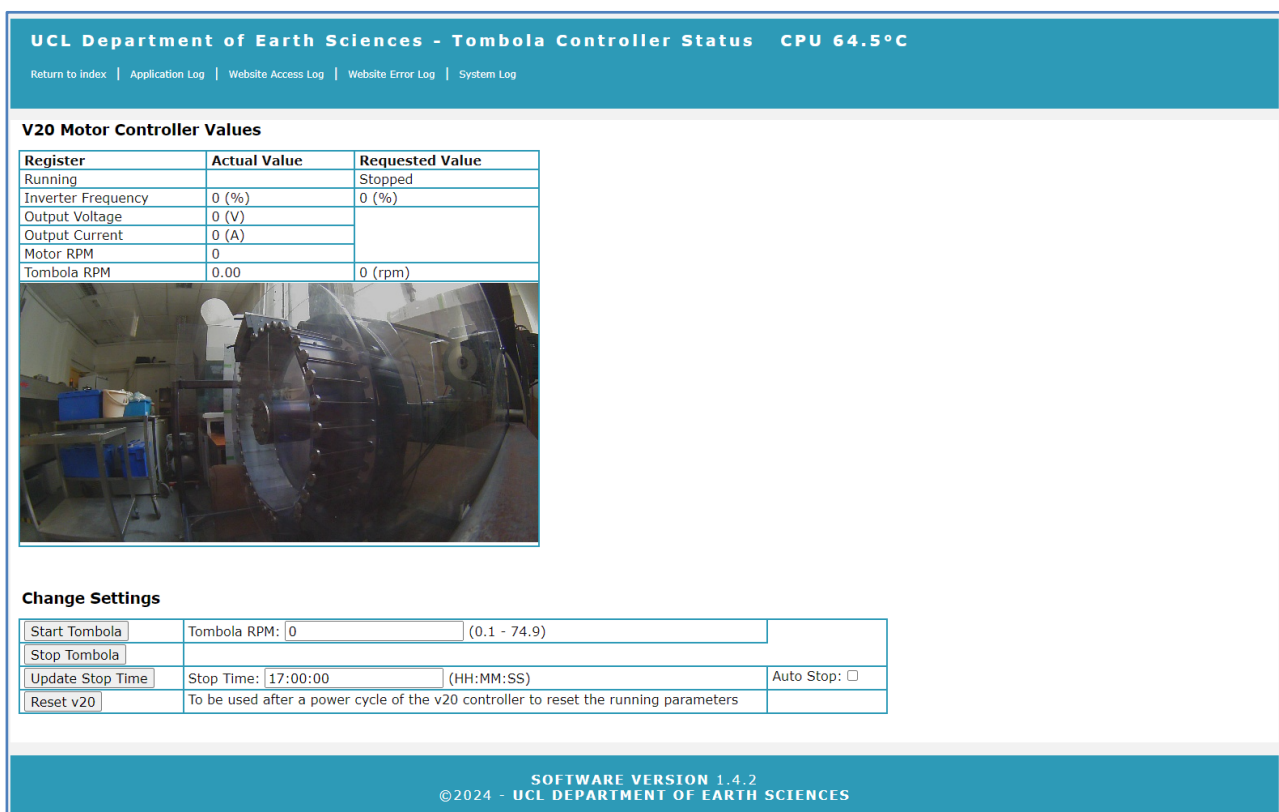 UCL Department of Earth Sciences - Tombola Controller Status CPU 64.5°C
Return to index | Application Log | Website Access Log | Website Error Log | System Log
V20 Motor Controller Values
Register Actual Value Requested Value
Running Stopped
Inverter Frequency 0 (%) 0 (%)
Output Voltage 0 (V)
Output Current 0 (A)
Motor RPM 0
Tombola RPM 0.00 0 (rpm)
Change Settings
Start Tombola Tombola RPM: 0 (0.1 - 74.9)
Stop Tombola
Update Stop Time Stop Time: 17:00:00 (HH:MM:SS) Auto Stop:
Reset v20 To be used after a power cycle of the v20 controller to reset the running parameters
SOFTWARE VERSION 1.4.2
©2024 - UCL DEPARTMENT OF EARTH SCIENCES